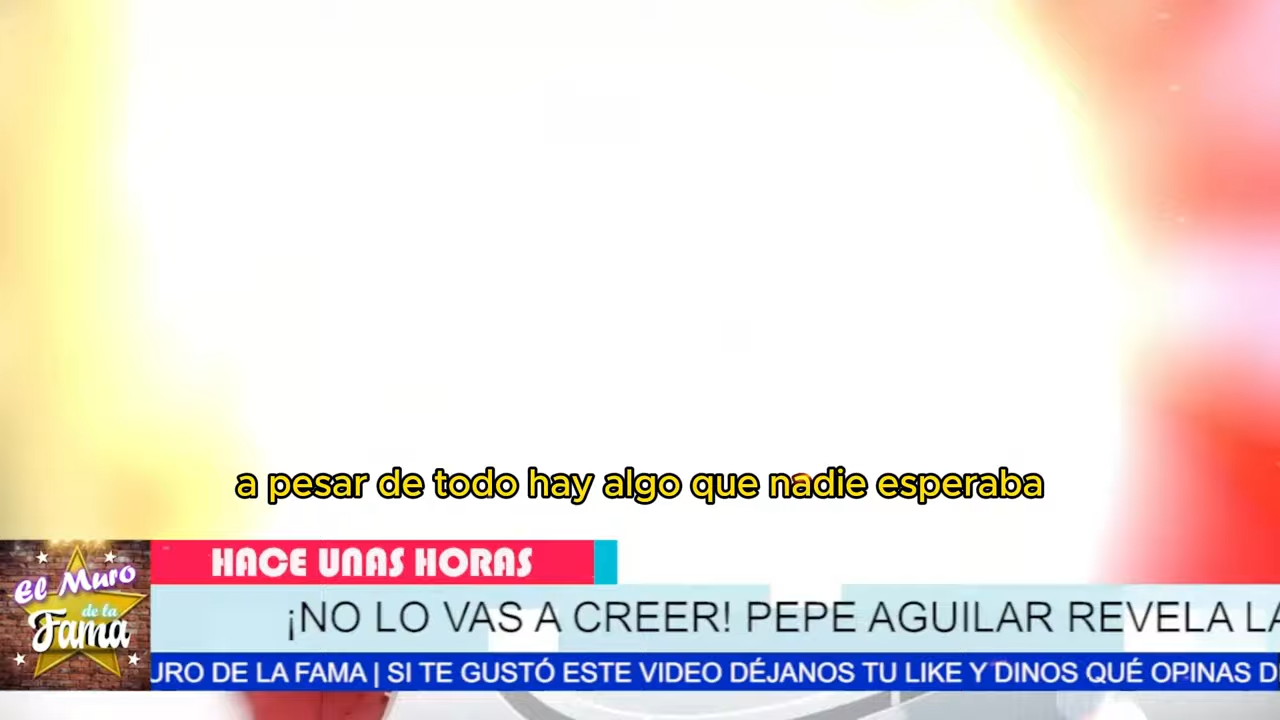 a pesar de todo hay algo que nadie esperaba
HACE UNAS HORAS
El Muro
de la
Fama
¡NO LO VAS A CREER! PEPE AGUILAR REVELA LA
URO DE LA FAMA | SI TE GUSTÓ ESTE VIDEO DÉJANOS TU LIKE Y DINOS QUÉ OPINAS D